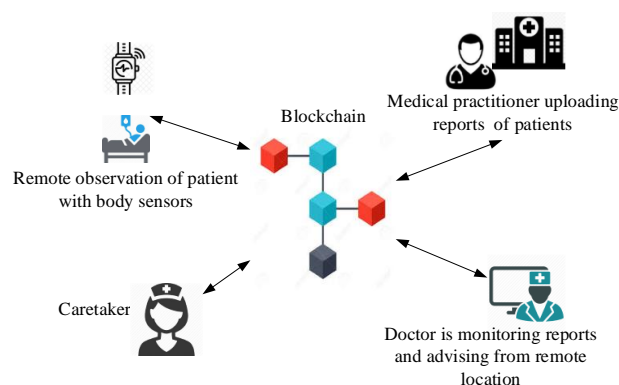 Blockchain
Medical practitioner uploading
reports of patients
Remote observation of patient
with body sensors
Caretaker
Doctor is monitoring reports
and advising from remote
location